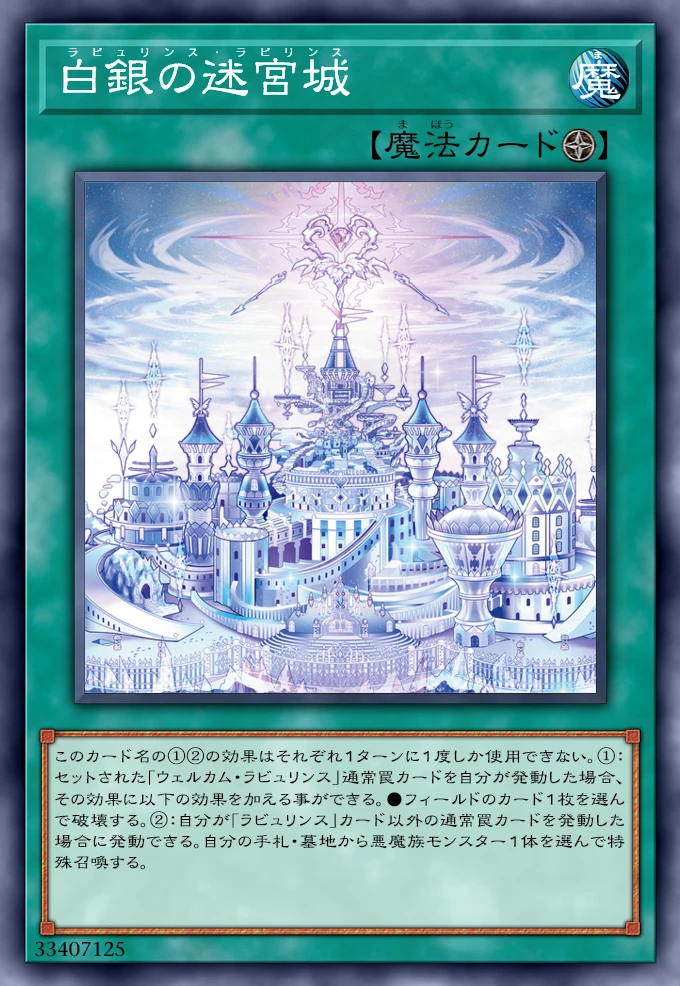 ラビュリンス・ラビリンス
白銀の迷宮城
ま
魔
ま ほう
【魔法カード】
このカード名の①②の効果はそれぞれ１ターンに１度しか使用できない。①：
セットされた「ウェルカム・ラビュリンス」通常罠カードを自分が発動した場合、
その効果に以下の効果を加える事ができる。●フィールドのカード１枚を選ん
で破壊する。②：自分が「ラビュリンス」カード以外の通常罠カードを発動した
場合に発動できる。自分の手札・墓地から悪魔族モンスター１体を選んで特
殊召喚する。
33407125